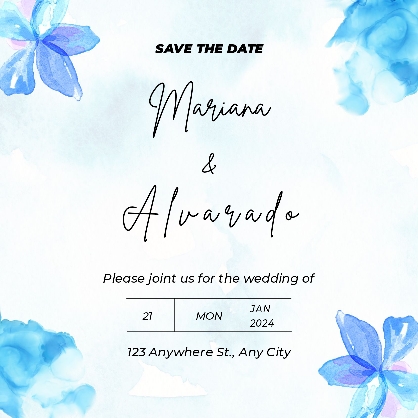 SAVE THE DATE
Mariana
&
Alvarado
Please joint us for the wedding of
21 MON JAN 2024
123 Anywhere St., Any City